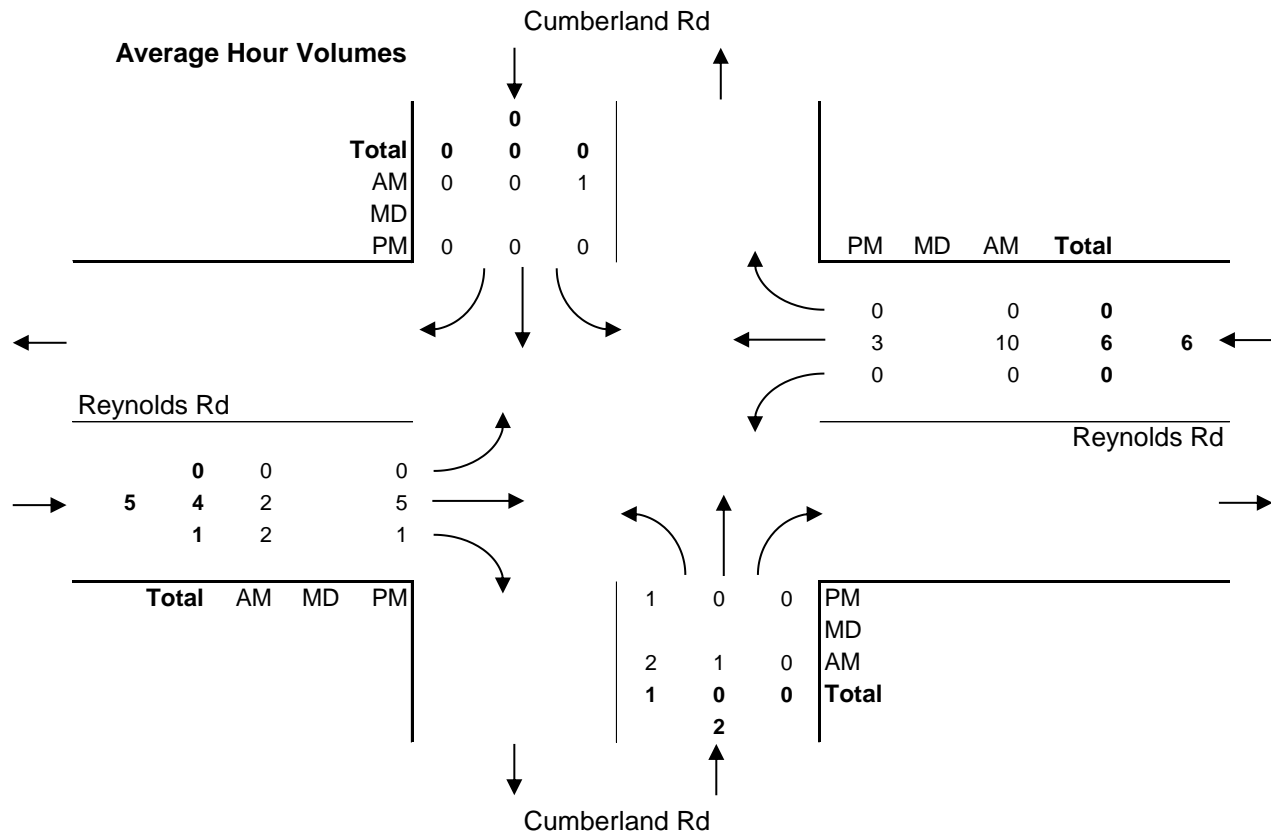 Cumberland Rd
Average Hour Volumes
0
Total 0 0 0
AM 0 0 1
MD
PM 0 0 0
PM MD AM Total
0 0 0
3 10 6 6
0 0 0
Reynolds Rd
Reynolds Rd
0 0 0
5 4 2 5
1 2 1
Total AM MD PM
1 0 0 PM
MD
2 1 0 AM
1 0 0 Total
2
Cumberland Rd